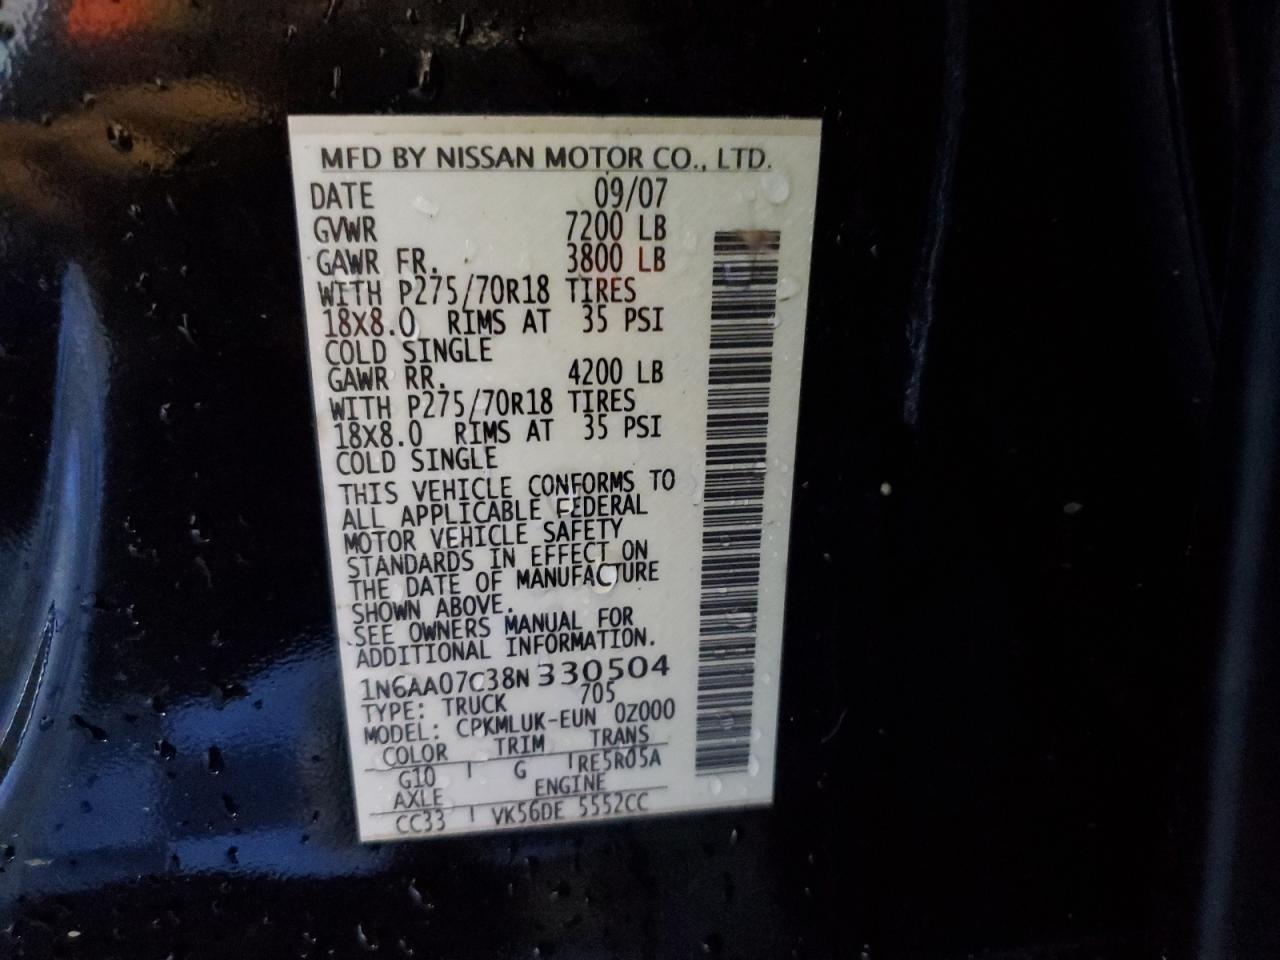 MFD BY NISSAN MOTOR CO., LTD.
DATE 09/07
GVWR 7200 LB
GAWR FR. 3800 LB
WITH P275/70R18 TIRES
18X8.0 RIMS AT 35 PSI
COLD SINGLE
GAWR RR. 4200 LB
WITH P275/70R18 TIRES
18X8.0 RIMS AT 35 PSI
COLD SINGLE
THIS VEHICLE CONFORMS TO
ALL APPLICABLE FEDERAL
MOTOR VEHICLE SAFETY
STANDARDS IN EFFECT ON
THE DATE OF MANUFACTURE
SHOWN ABOVE.
SEE OWNERS MANUAL FOR
ADDITIONAL INFORMATION.
1N6AA07C38N330504
TYPE: TRUCK 705
MODEL: CPKMLUK-EUN 0Z000
COLOR TRIM TRANS
G10 G RE5R05A
AXLE ENGINE
CC33 VK56DE 5552CC